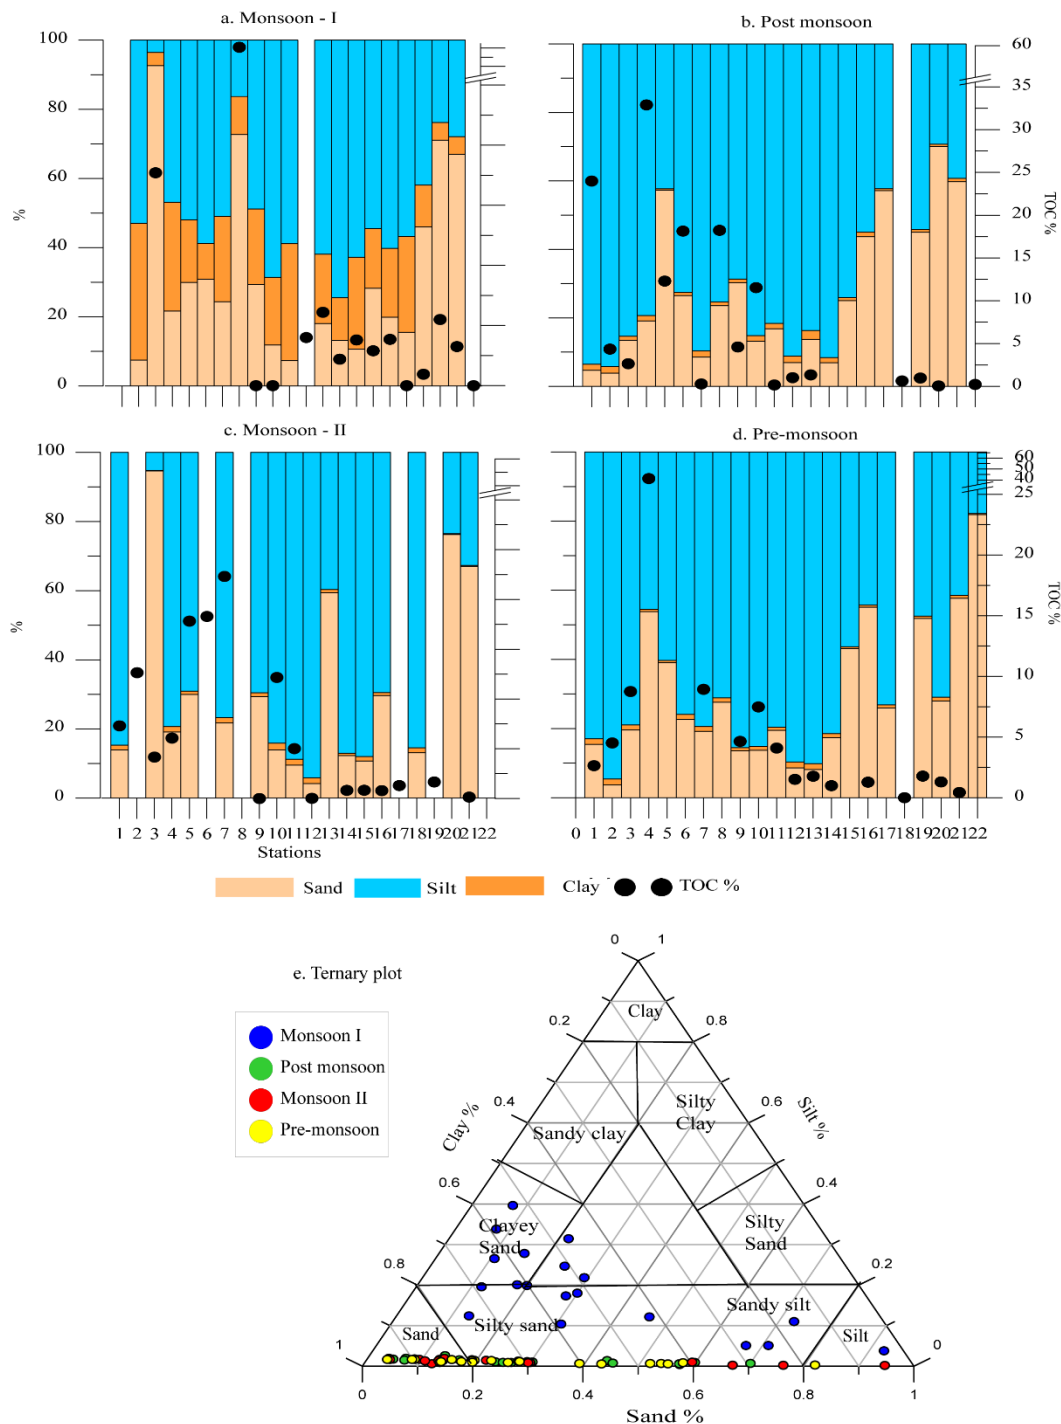 a. Monsoon - I
b. Post monsoon
100
80
60
40
20
0
%
60
35
30
25
20
15
10
5
0
TOC %
c. Monsoon - II
d. Pre-monsoon
100
80
60
40
20
0
%
60
50
40
25
20
15
10
5
0
TOC %
1 2 3 4 5 6 7 8 9 10 11 12 13 14 15 16 17 18 19 20 21 22
Stations
0 1 2 3 4 5 6 7 8 9 10 11 12 13 14 15 16 17 18 19 20 21 22
Sand Silt Clay TOC %
e. Ternary plot
Monsoon I
Post monsoon
Monsoon II
Pre-monsoon
0 1
Clay
0.2 0.8
Silty
Clay
0.4 0.6
Sandy clay
Clay %
Silt %
0.6 0.4
Clayey
Sand
Silty
Sand
0.8 0.2
Sandy silt
Silty sand
Sand
Silt
1 0
0 0.2 0.4 0.6 0.8 1
Sand %